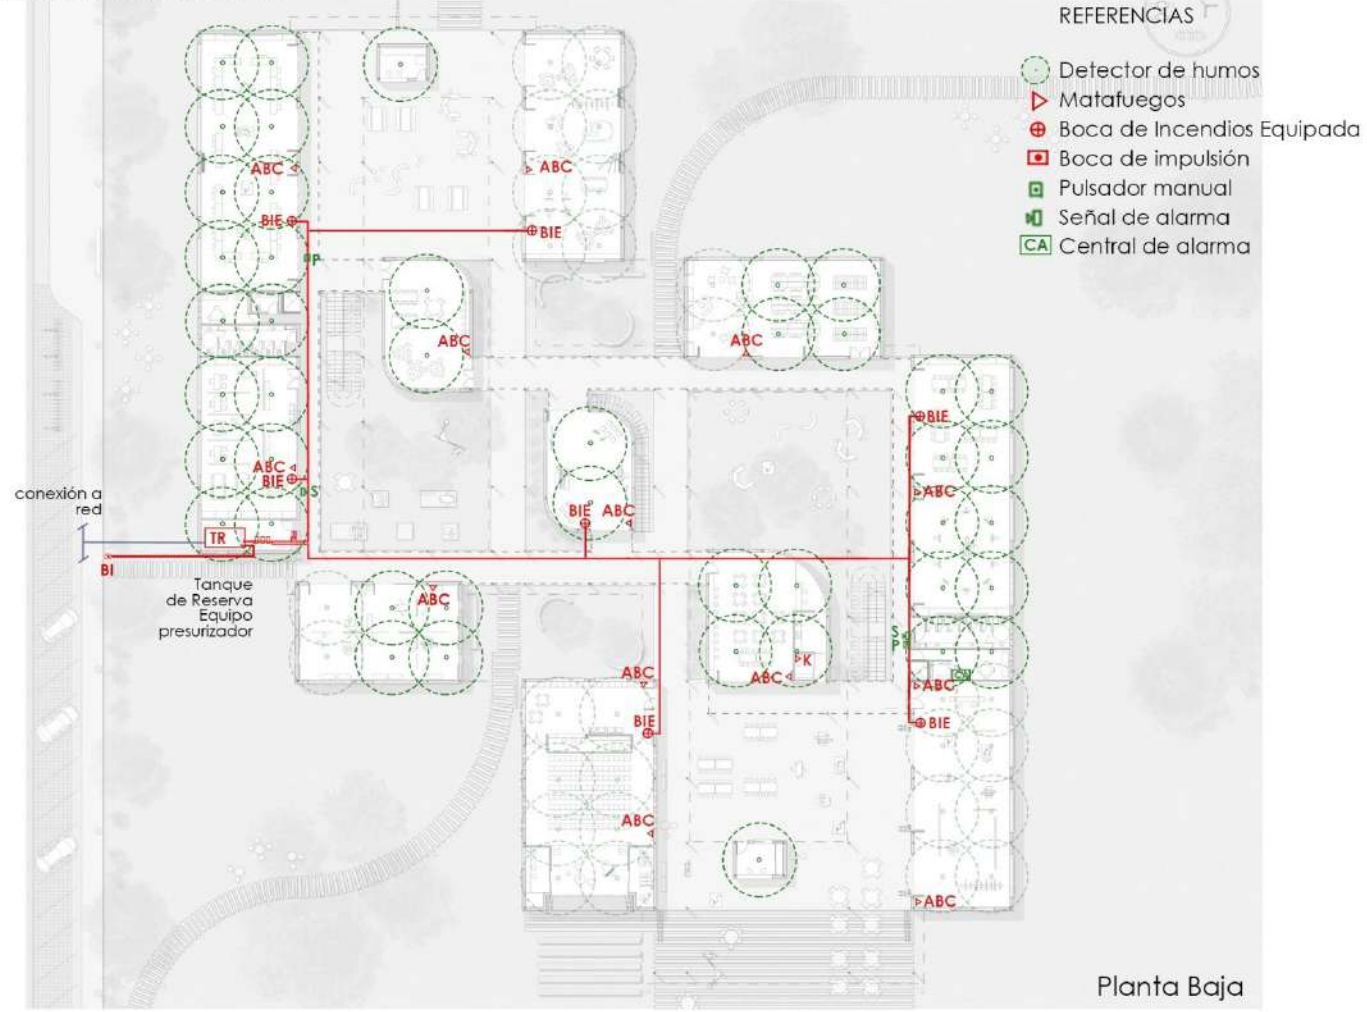 REFERENCIAS
Detector de humos
Matafuegos
Boca de Incendios Equipada
Boca de impulsión
Pulsador manual
Señal de alarma
CA Central de alarma
ABC
ABC
BIE
BIE
P
ABC
ABC
BIE
ABC
ABC
BIE
S
BIE
ABC
conexión a
red
TR
BI
Tanque
de Reserva
Equipo
presurizador
ABC
S
P
K
ABC
ABC
CA
ABC
BIE
BIE
ABC
ABC
Planta Baja